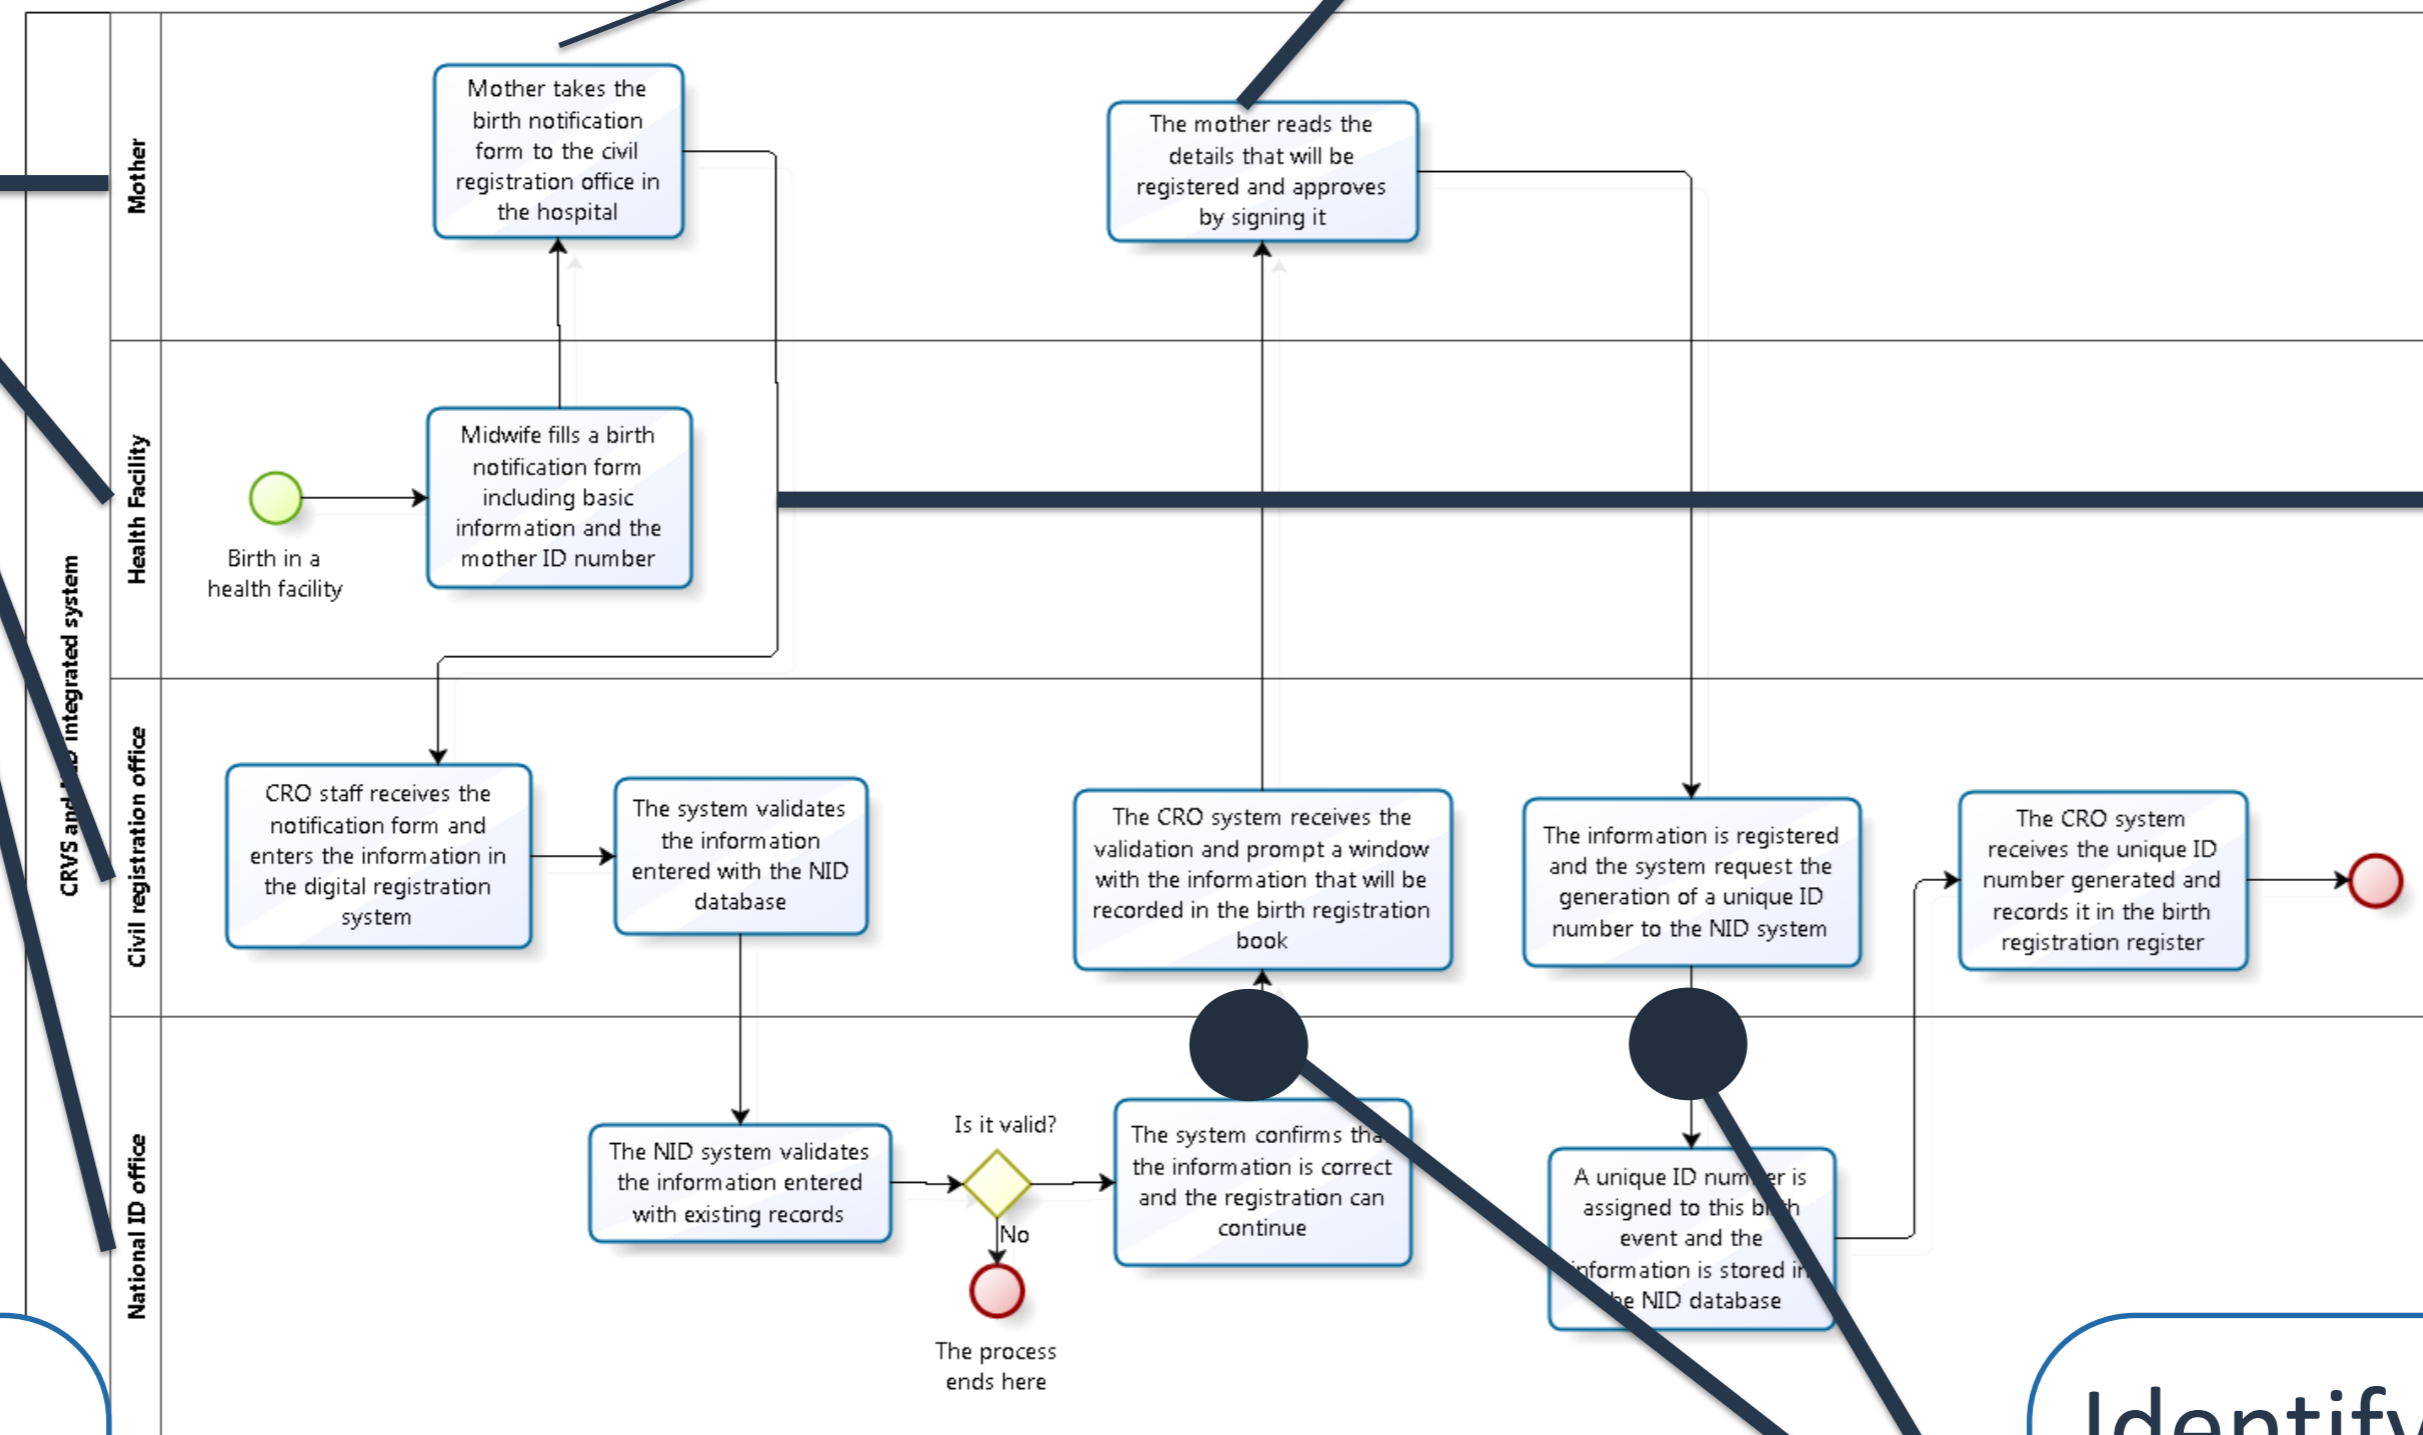 Mother takes the
birth notification
form to the civil
registration office in
the hospital
The mother reads the
details that will be
registered and approves
by signing it
Mother
Midwife fills a birth
notification form
including basic
information and the
mother ID number
Birth in a
health facility
Health Facility
CRVS and integrated system
CRO staff receives the
notification form and
enters the information in
the digital registration
system
The system validates
the information
entered with the NID
database
The CRO system receives the
validation and prompt a window
with the information that will be
recorded in the birth registration
book
The information is registered
and the system request the
generation of a unique ID
number to the NID system
The CRO system
receives the unique ID
number generated and
records it in the birth
registration register
Civil registration office
The NID system validates
the information entered
with existing records
Is it valid?
No
The process
ends here
The system confirms that
the information is correct
and the registration can
continue
A unique ID number is
assigned to this birth
event and the
information is stored in
the NID database
National ID office
Identify